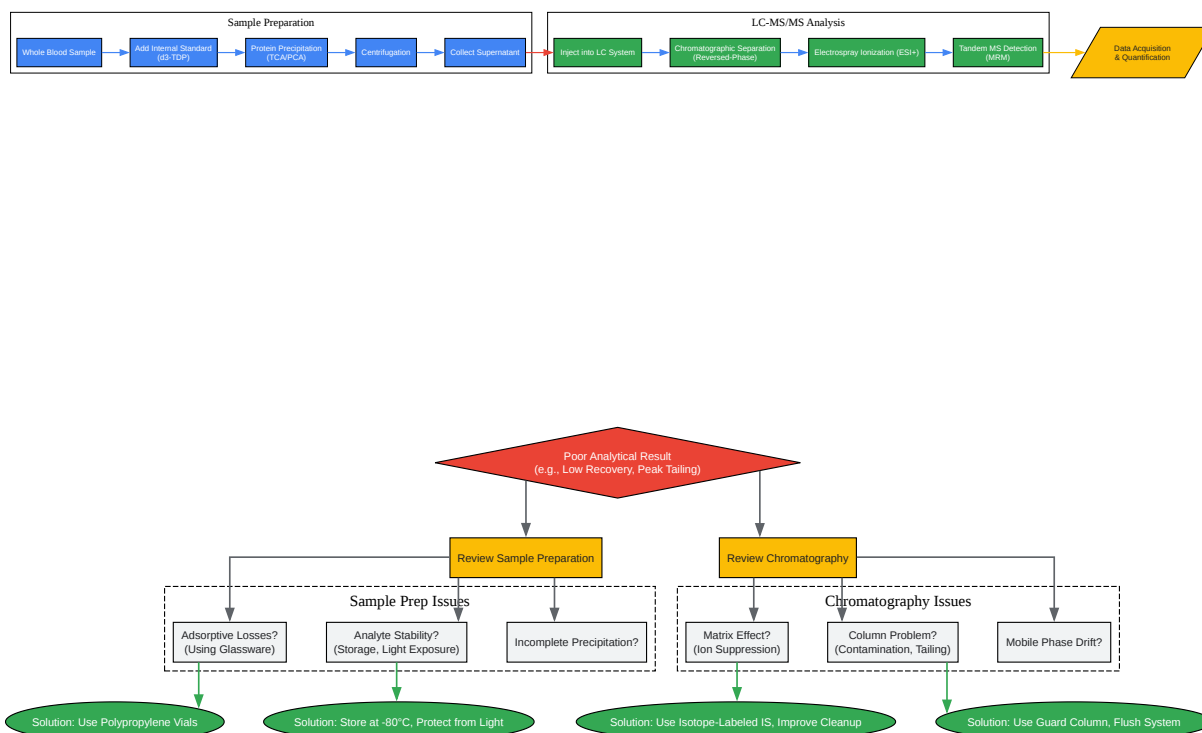 Sample Preparation
LC-MS/MS Analysis
Whole Blood Sample
Add Internal Standard
(d3-TDP)
Protein Precipitation
(TCA/PCA)
Centrifugation
Collect Supernatant
Inject into LC System
Chromatographic Separation
(Reversed-Phase)
Electrospray Ionization (ESI+)
Tandem MS Detection
(MRM)
Data Acquisition
& Quantification
Poor Analytical Result
(e.g., Low Recovery, Peak Tailing)
Review Sample Preparation
Review Chromatography
Sample Prep Issues
Chromatography Issues
Adsorptive Losses?
(Using Glassware)
Analyte Stability?
(Storage, Light Exposure)
Incomplete Precipitation?
Matrix Effect?
(Ion Suppression)
Column Problem?
(Contamination, Tailing)
Mobile Phase Drift?
Solution: Use Polypropylene Vials
Solution: Store at -80°C, Protect from Light
Solution: Use Isotope-Labeled IS, Improve Cleanup
Solution: Use Guard Column, Flush System